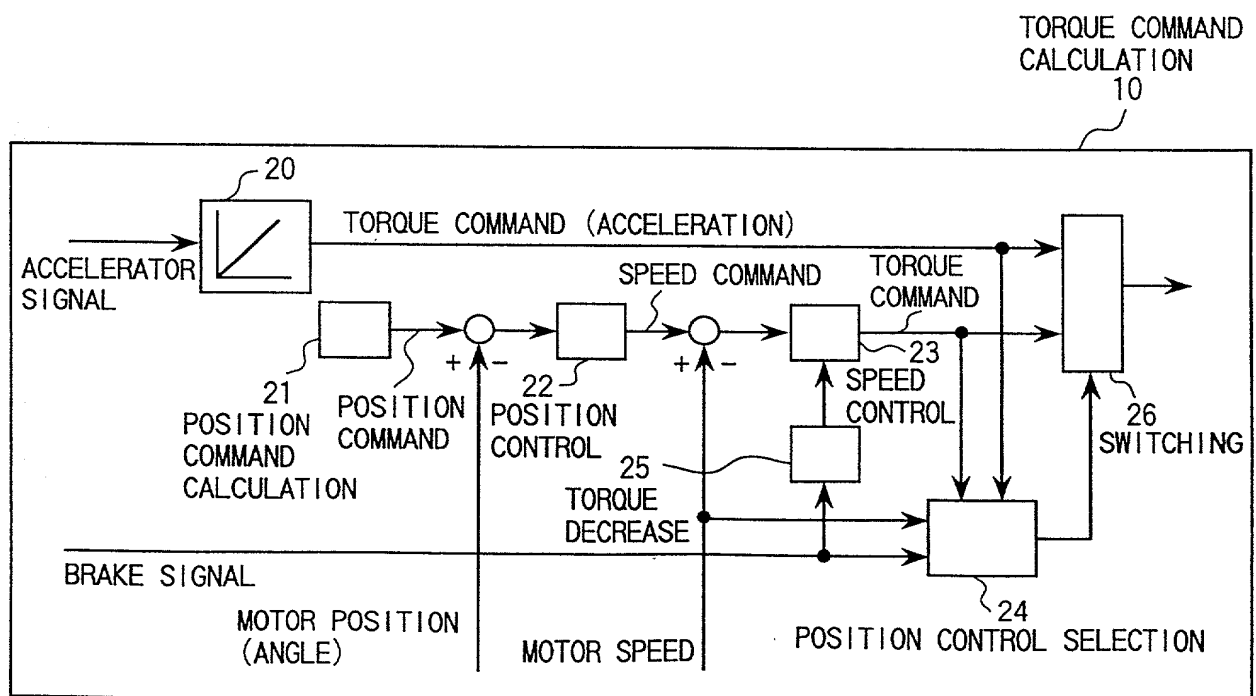 TORQUE COMMAND
CALCULATION
10
20
TORQUE COMMAND (ACCELERATION)
ACCELERATOR
SIGNAL
SPEED COMMAND
TORQUE
COMMAND
+ −
+ −
21
POSITION
COMMAND
CALCULATION
POSITION
COMMAND
22
POSITION
CONTROL
23
SPEED
CONTROL
26
SWITCHING
25
TORQUE
DECREASE
BRAKE SIGNAL
24
POSITION CONTROL SELECTION
MOTOR POSITION
(ANGLE)
MOTOR SPEED